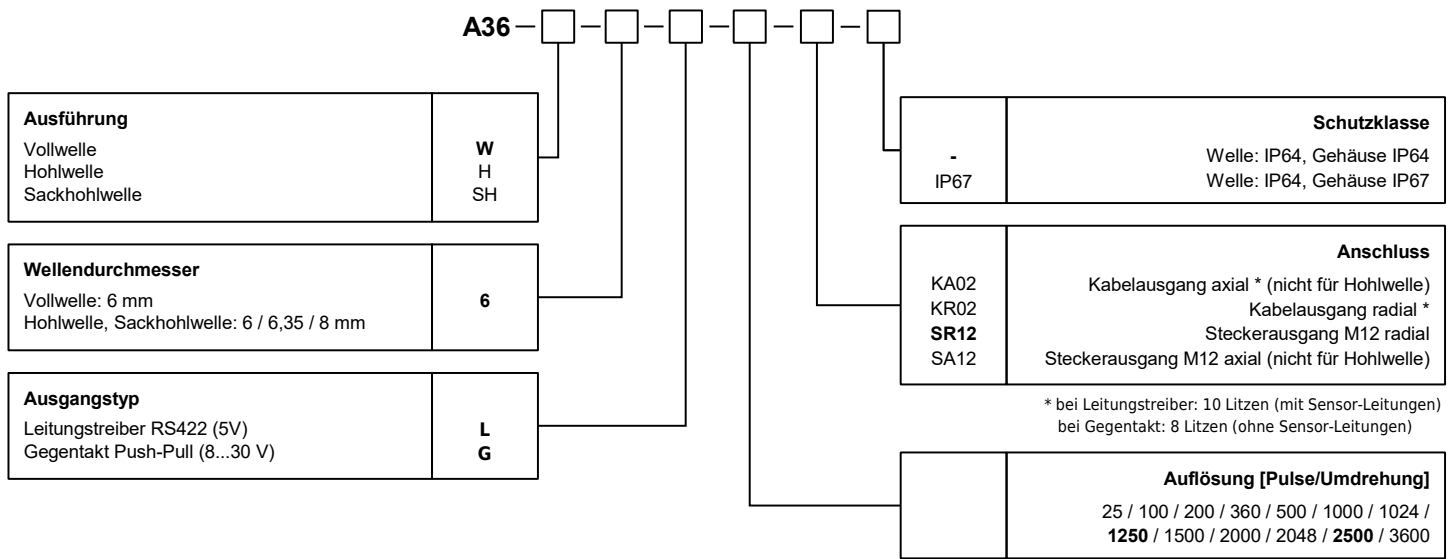 A36 – – – – – –
Ausführung
Vollwelle W
Hohlwelle H
Sackhohlwelle SH
Wellendurchmesser
Vollwelle: 6 mm
Hohlwelle, Sackhohlwelle: 6 / 6,35 / 8 mm
6
Ausgangstyp
Leitungstreiber RS422 (5V) L
Gegentakt Push-Pull (8...30 V) G
Schutzklasse
- Welle: IP64, Gehäuse IP64
IP67 Welle: IP64, Gehäuse IP67
Anschluss
KA02 Kabelausgang axial * (nicht für Hohlwelle)
KR02 Kabelausgang radial *
SR12 Steckerausgang M12 radial
SA12 Steckerausgang M12 axial (nicht für Hohlwelle)
* bei Leitungstreiber: 10 Litzen (mit Sensor-Leitungen)
bei Gegentakt: 8 Litzen (ohne Sensor-Leitungen)
Auflösung [Pulse/Umdrehung]
25 / 100 / 200 / 360 / 500 / 1000 / 1024 /
1250 / 1500 / 2000 / 2048 / 2500 / 3600